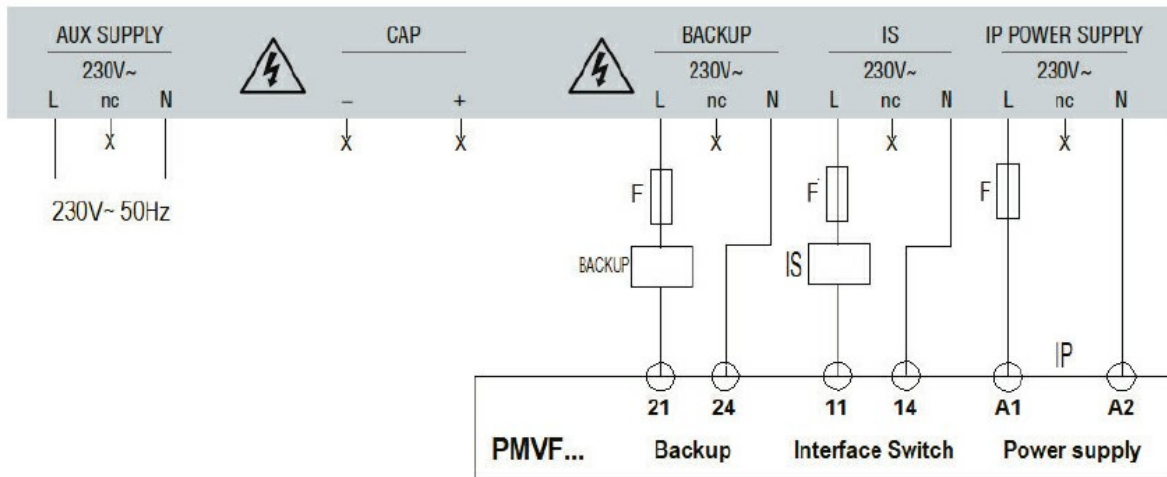 AUX SUPPLY CAP BACKUP IS IP POWER SUPPLY
230V~ 230V~ 230V~ 230V~
L nc N − + L nc N L nc N L nc N
X X X X X X
230V~ 50Hz
F F F
BACKUP IS
IP
21 24 11 14 A1 A2
PMVF... Backup Interface Switch Power supply